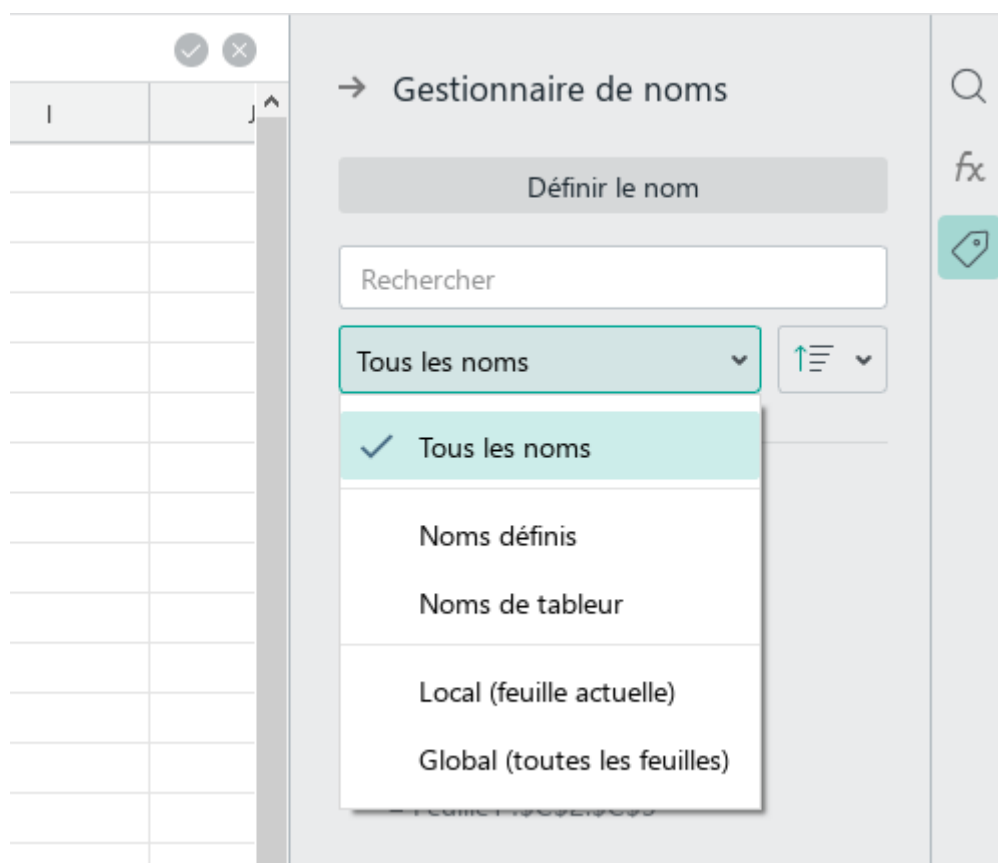 I
J
Gestionnaire de noms
Définir le nom
fx
Rechercher
Tous les noms
Tous les noms
Noms définis
Noms de tableur
Local (feuille actuelle)
Global (toutes les feuilles)